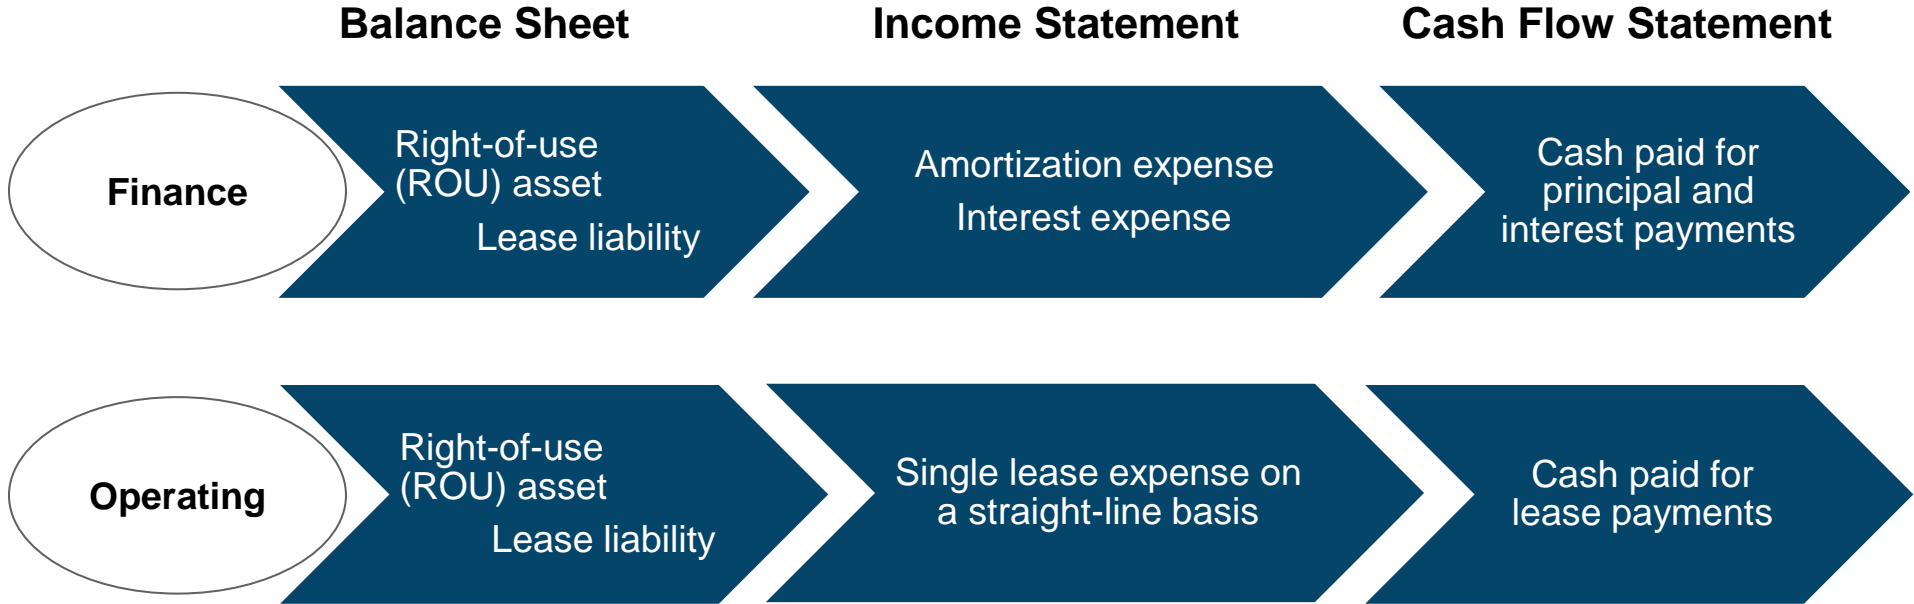 Balance Sheet
Income Statement
Cash Flow Statement
Finance
Right-of-use
(ROU) asset
Lease liability
Amortization expense
Interest expense
Cash paid for
principal and
interest payments
Operating
Right-of-use
(ROU) asset
Lease liability
Single lease expense on
a straight-line basis
Cash paid for
lease payments